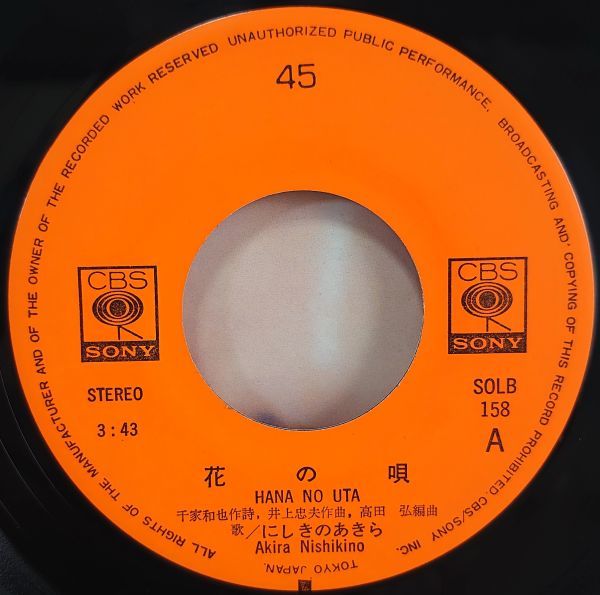 ALL RIGHTS OF THE MANUFACTURER AND OF THE OWNER OF THE RECORDED WORK RESERVED UNAUTHORIZED PUBLIC PERFORMANCE, BROADCASTING AND COPYING OF THIS RECORD PROHIBITED. CBS/SONY INC.
TOKYO JAPAN.
45
CBS
SONY
CBS
SONY
STEREO
3:43
SOLB
158
A
花の唄
HANA NO UTA
千家和也作詩, 井上忠夫作曲, 高田 弘編曲
歌/にしきのあきら
Akira Nishikino